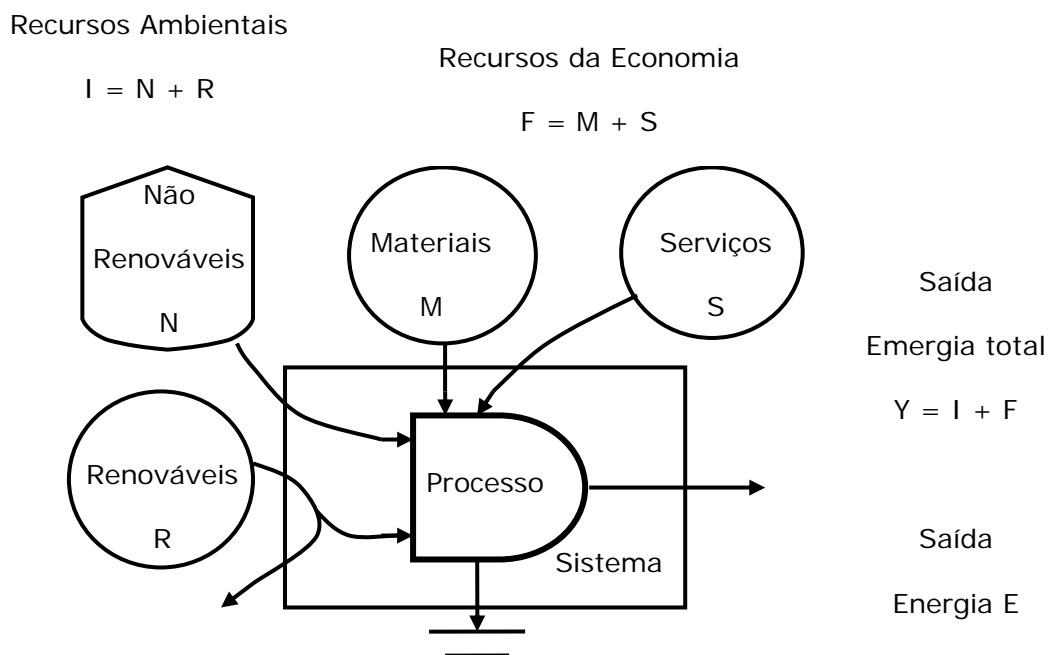 Recursos Ambientais
I = N + R
Recursos da Economia
F = M + S
Não
Renováveis
N
Materiais
M
Serviços
S
Saída
Emergia total
Y = I + F
Renováveis
R
Processo
Sistema
Saída
Energia E